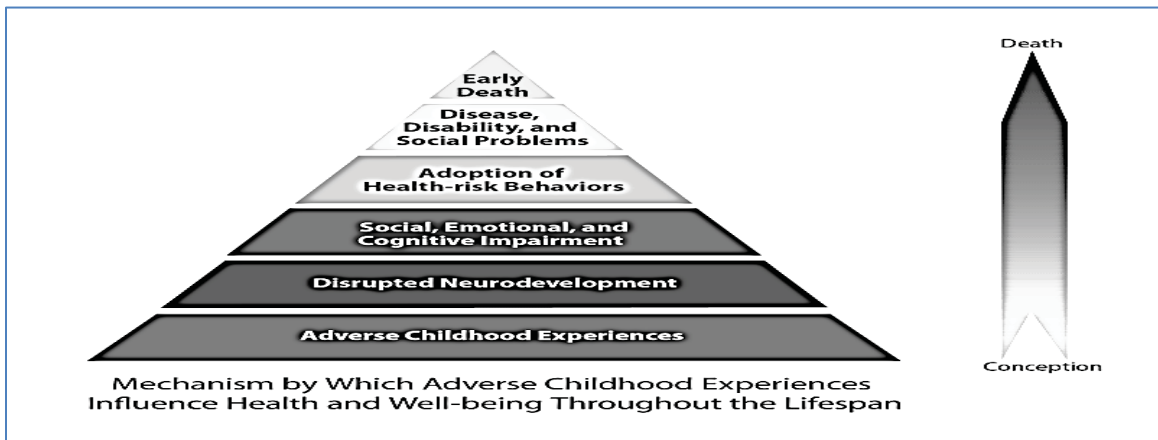 Early
Death
Disease,
Disability, and
Social Problems
Adoption of
Health-risk Behaviors
Social, Emotional, and
Cognitive Impairment
Disrupted Neurodevelopment
Adverse Childhood Experiences
Mechanism by Which Adverse Childhood Experiences
Influence Health and Well-being Throughout the Lifespan
Death
Conception